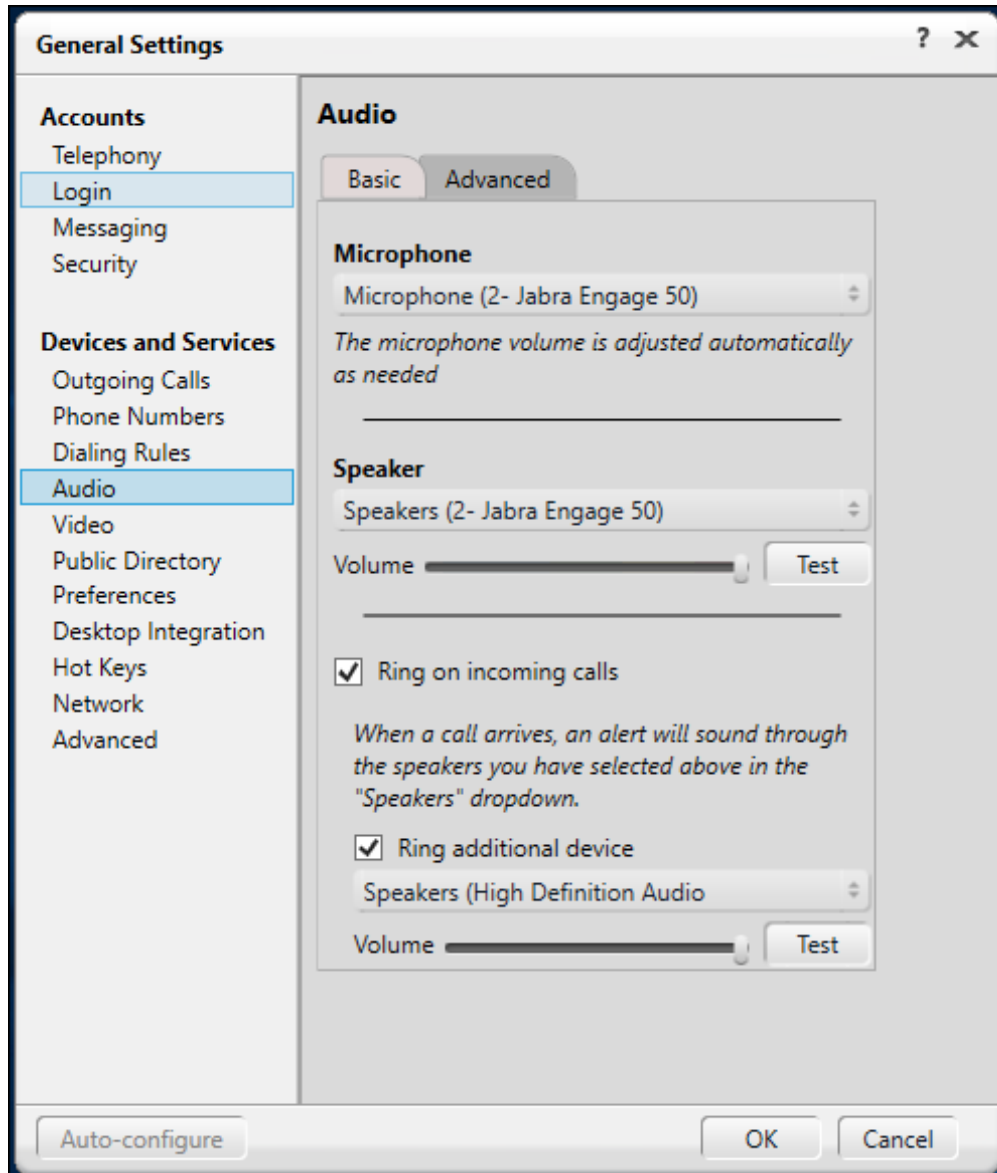 General Settings
?
Accounts
Telephony
Login
Messaging
Security
Devices and Services
Outgoing Calls
Phone Numbers
Dialing Rules
Audio
Video
Public Directory
Preferences
Desktop Integration
Hot Keys
Network
Advanced
Audio
Basic
Advanced
Microphone
Microphone (2- Jabra Engage 50)
The microphone volume is adjusted automatically
as needed
Speaker
Speakers (2- Jabra Engage 50)
Volume
Test
Ring on incoming calls
When a call arrives, an alert will sound through
the speakers you have selected above in the
"Speakers" dropdown.
Ring additional device
Speakers (High Definition Audio
Volume
Test
Auto-configure
OK
Cancel